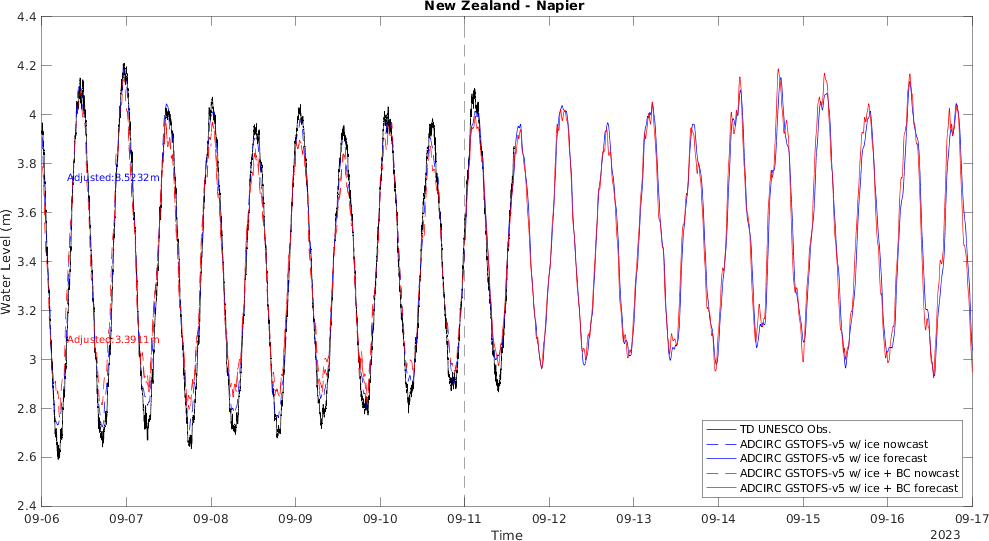 New Zealand - Napier
4.4
4.2
4
3.8
3.6
3.4
3.2
3
2.8
2.6
2.4
Water Level (m)
Adjusted:3.5232m
Adjusted:3.3911m
TD UNESCO Obs.
ADCIRC GSTOFS-v5 w/ ice nowcast
ADCIRC GSTOFS-v5 w/ ice forecast
ADCIRC GSTOFS-v5 w/ ice + BC nowcast
ADCIRC GSTOFS-v5 w/ ice + BC forecast
09-06 09-07 09-08 09-09 09-10 09-11 09-12 09-13 09-14 09-15 09-16 09-17
Time
2023